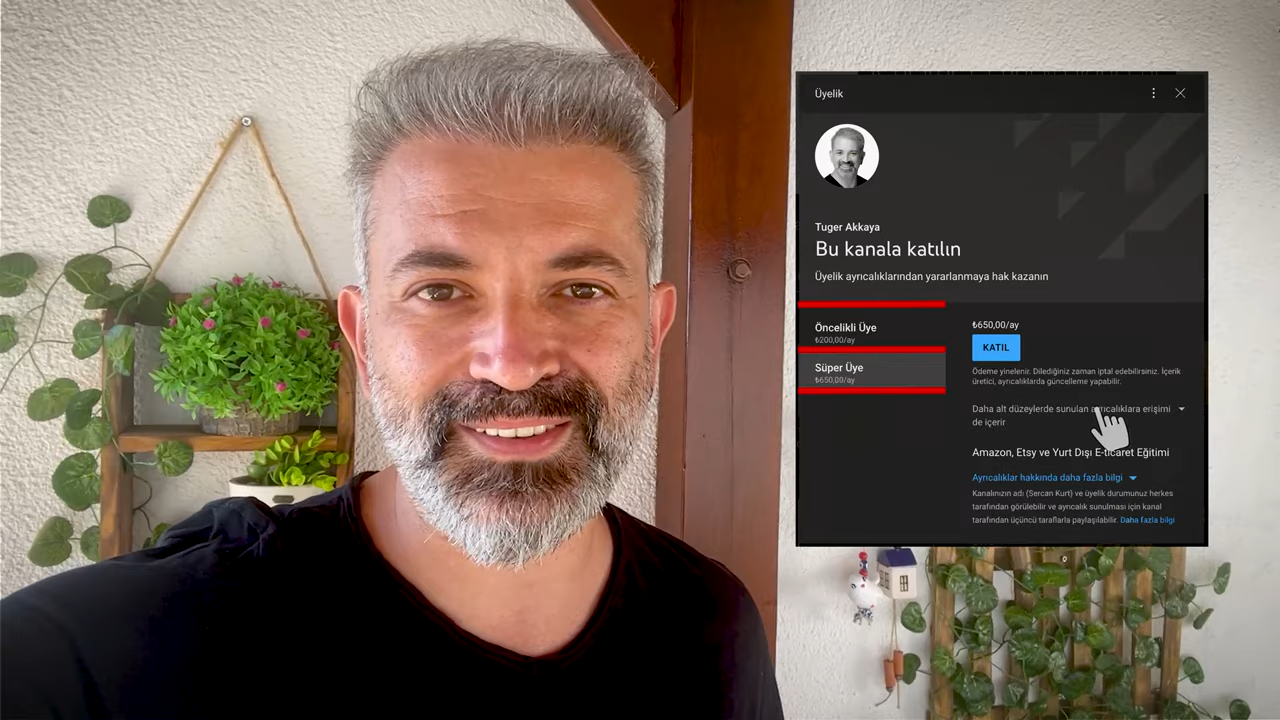 Üyelik
Tuger Akkaya
Bu kanala katılın
Üyelik ayrıcalıklarından yararlanmaya hak kazanın
Öncelikli Üye
₺200,00/ay
Süper Üye
₺650,00/ay
₺650,00/ay
KATIL
Ödeme yinelenir. Dilediğiniz zaman iptal edebilirsiniz. İçerik
üretici, ayrıcalıklarda güncelleme yapabilir.
Daha alt düzeylerde sunulan ayrıcalıklara erişimi
de içerir
Amazon, Etsy ve Yurt Dışı E-ticaret Eğitimi
Ayrıcalıklar hakkında daha fazla bilgi
Kanalınızın adı (Sercan Kurt) ve üyelik durumunuz herkes
tarafından görülebilir ve ayrıcalık sunulması için kanal
tarafından üçüncü taraflarla paylaşılabilir. Daha fazla bilgi